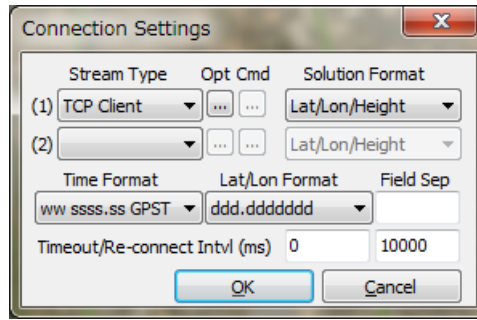 Connection Settings
Stream Type Opt Cmd Solution Format
(1) TCP Client ... ... Lat/Lon/Height
(2) ... ... Lat/Lon/Height
Time Format Lat/Lon Format Field Sep
ww ssss.ss GPST ddd.ddddddd
Timeout/Re-connect Intvl (ms) 0 10000
OK Cancel